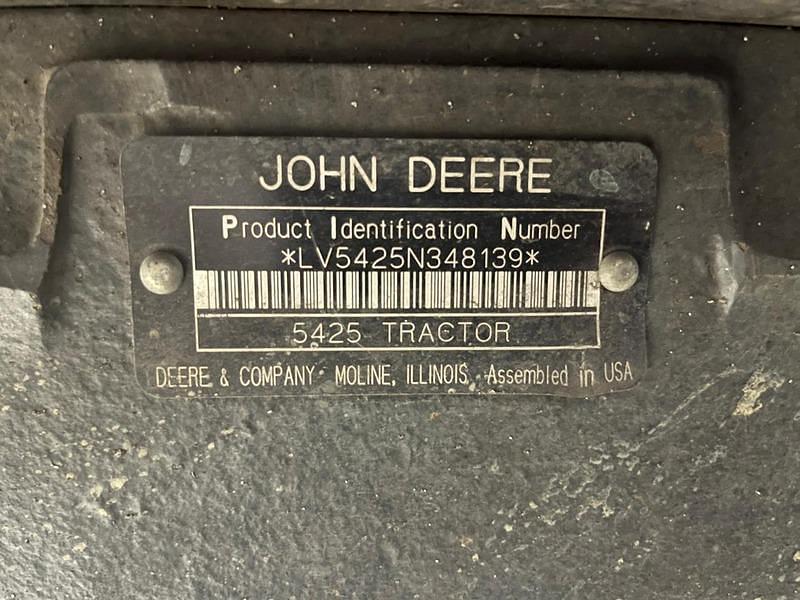 JOHN DEERE
Product Identification Number
*LV5425N348139*
5425 TRACTOR
DEERE & COMPANY · MOLINE, ILLINOIS · Assembled in USA